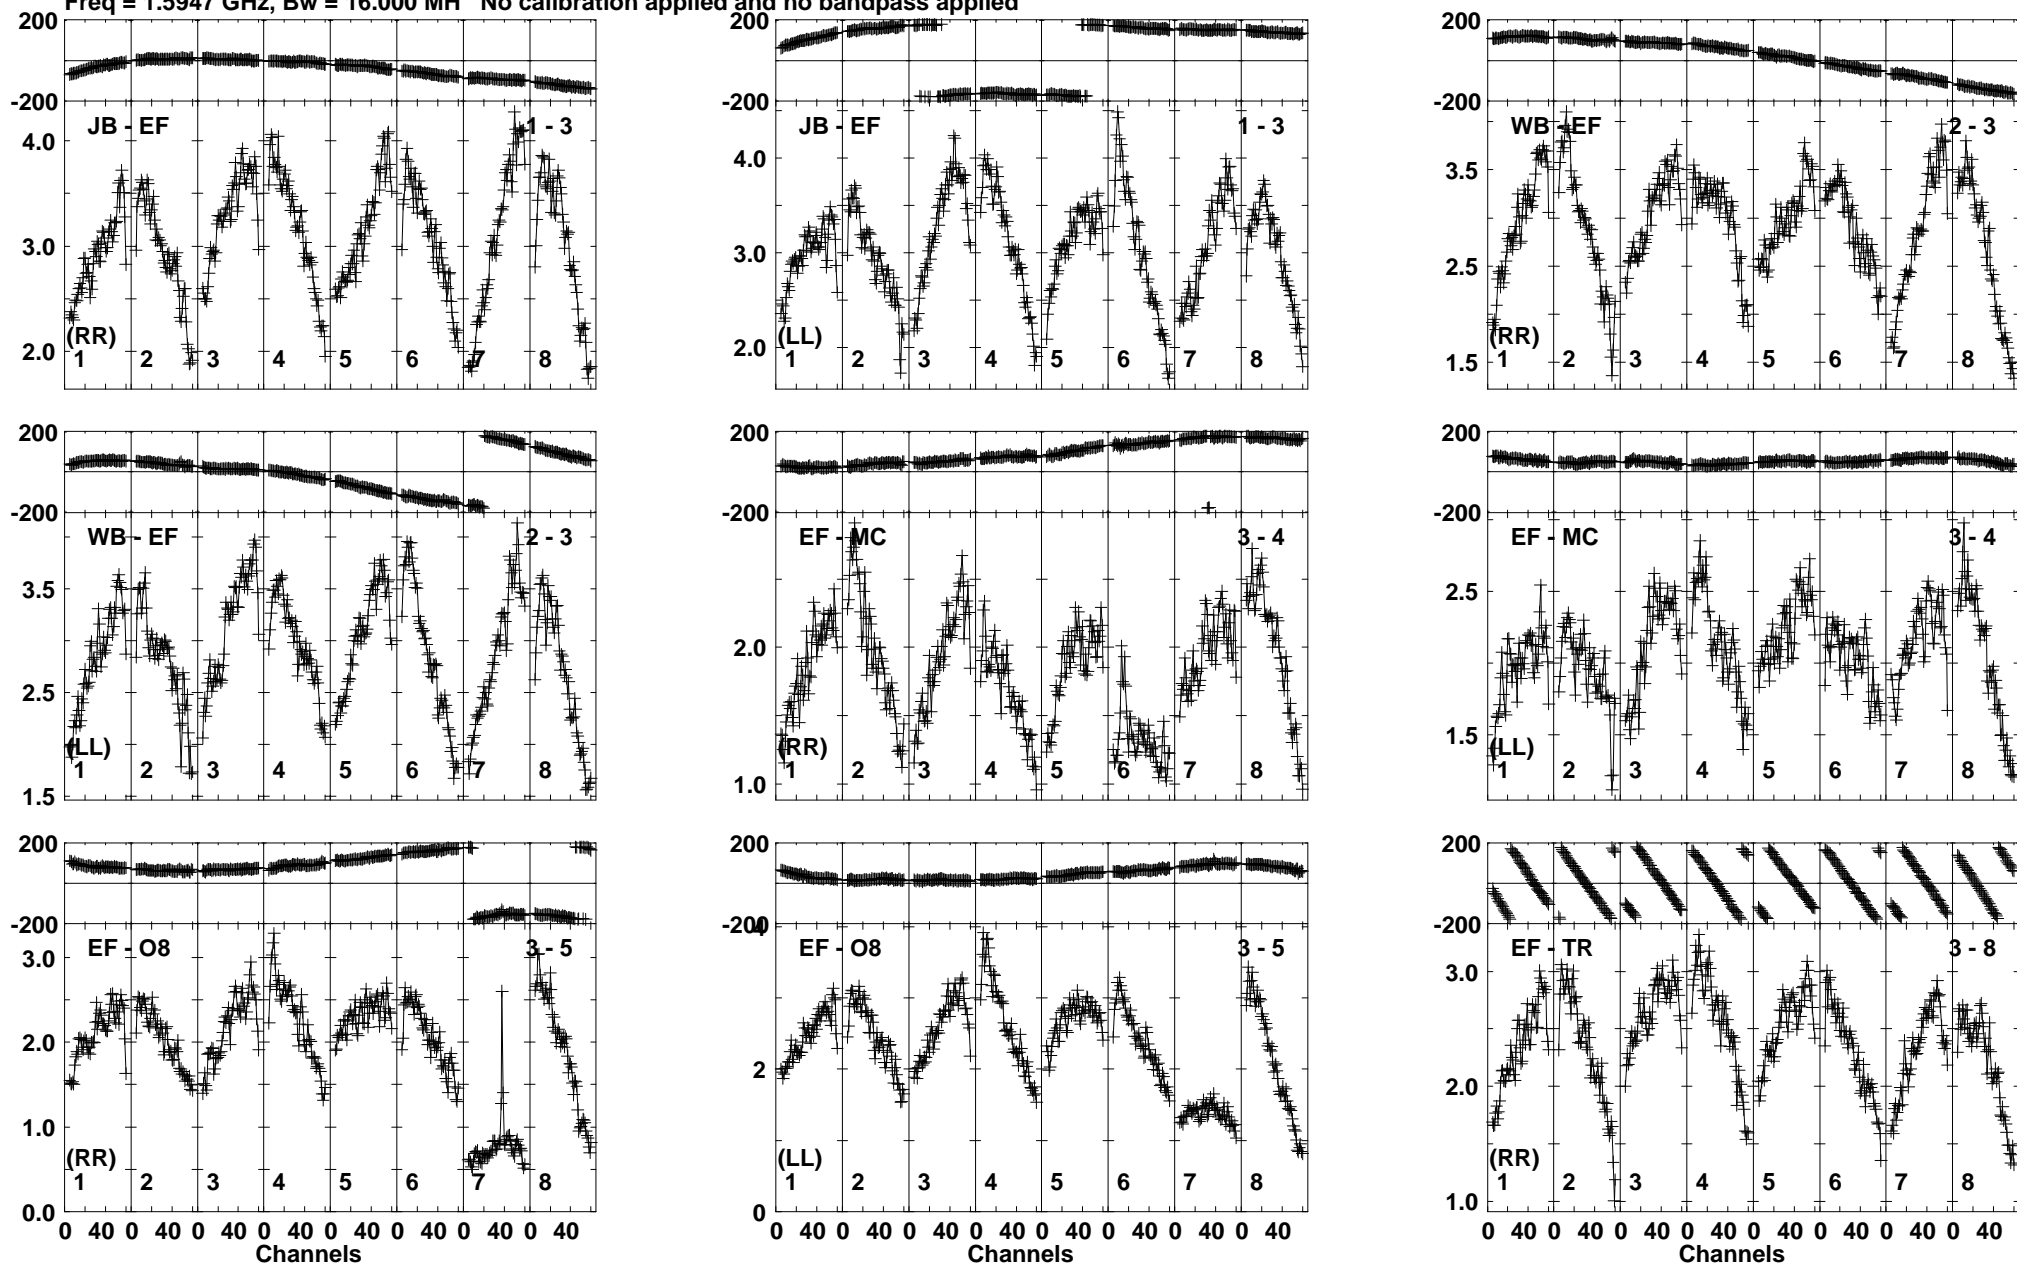 Freq = 1.5947 GHz, Bw = 16.000 MH No calibration applied and no bandpass applied
200 200 200
-200 -200 -200
JB - EF 1 - 3 JB - EF 1 - 3 WB - EF 2 - 3
4.0 4.0 3.5
3.0 3.0 2.5
2.0 2.0 1.5
(RR) (LL) (RR)
1 2 3 4 5 6 7 8 1 2 3 4 5 6 7 8 1 2 3 4 5 6 7 8
200 200 200
-200 -200 -200
WB - EF 2 - 3 EF - MC 3 - 4 EF - MC 3 - 4
3.5 2.0 2.5
2.5 1.0 1.5
1.5
(LL) (RR) (LL)
1 2 3 4 5 6 7 8 1 2 3 4 5 6 7 8 1 2 3 4 5 6 7 8
200 200 200
-200 -200 -200
EF - O8 3 - 5 EF - O8 3 - 5 EF - TR 3 - 8
3.0 4 3.0
2.0 2 2.0
1.0 0 1.0
0.0
(RR) (LL) (RR)
1 2 3 4 5 6 7 8 1 2 3 4 5 6 7 8 1 2 3 4 5 6 7 8
0 40 0 40 0 40 0 40 0 40 0 40 0 40 0 40 0 40 0 40 0 40 0 40 0 40 0 40 0 40 0 40 0 40 0 40 0 40 0 40 0 40 0 40 0 40 0 40
Channels Channels Channels